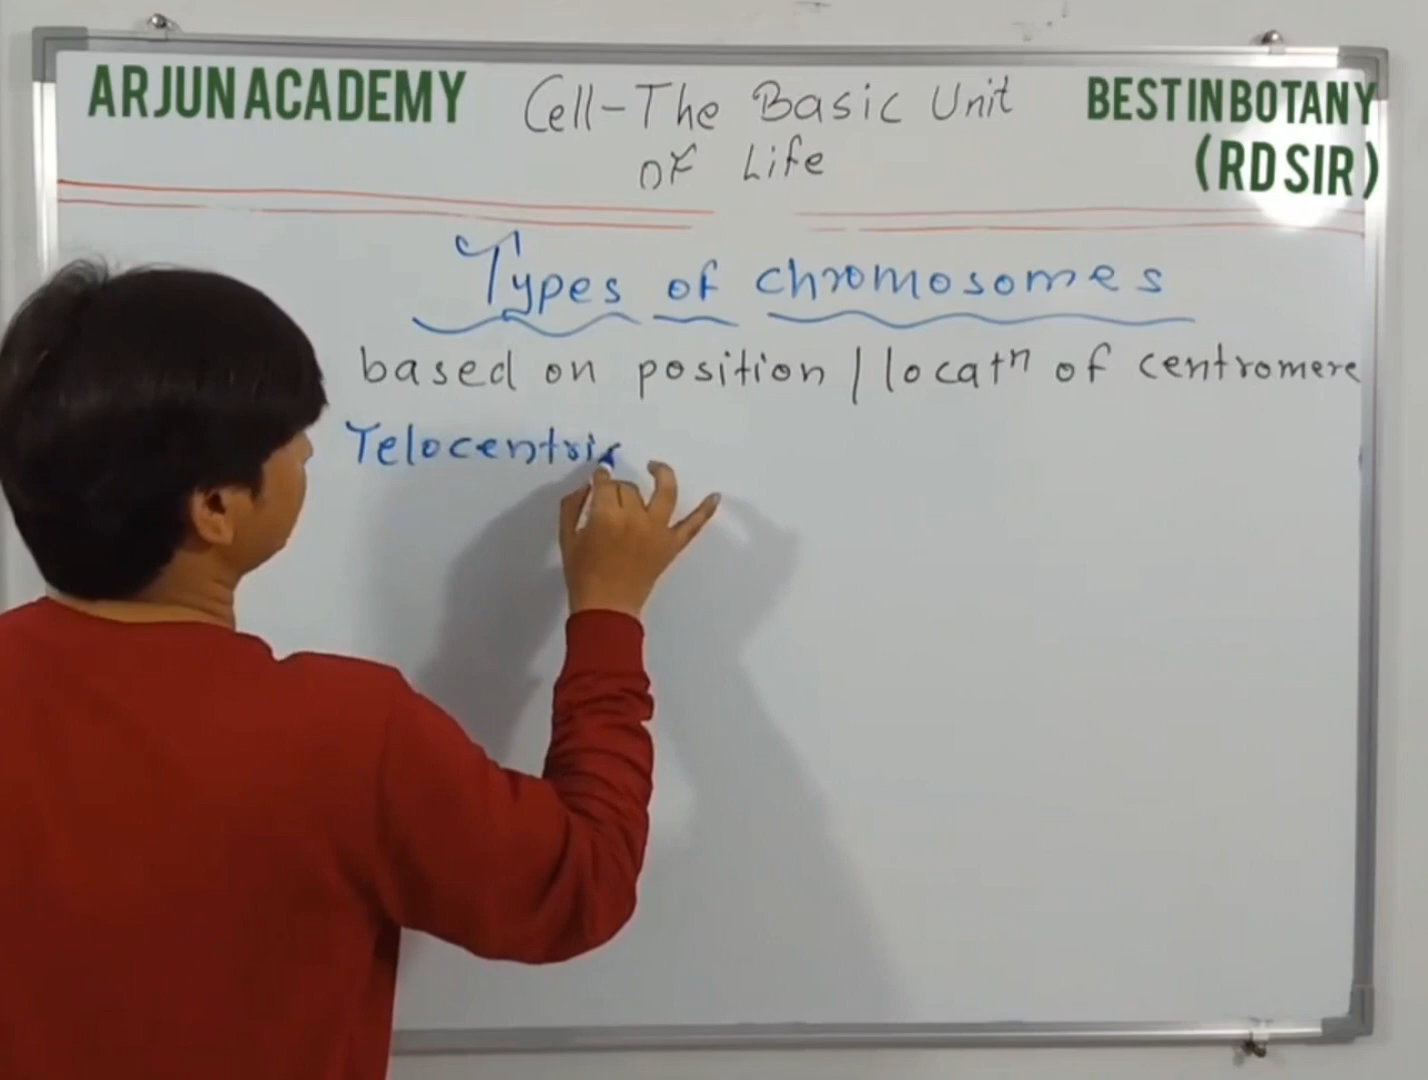 ARJUN ACADEMY
Cell-The Basic Unit
of Life
BEST IN BOTANY
(RD SIR)
Types of chromosomes
based on position / locatⁿ of centromere
Telocentric